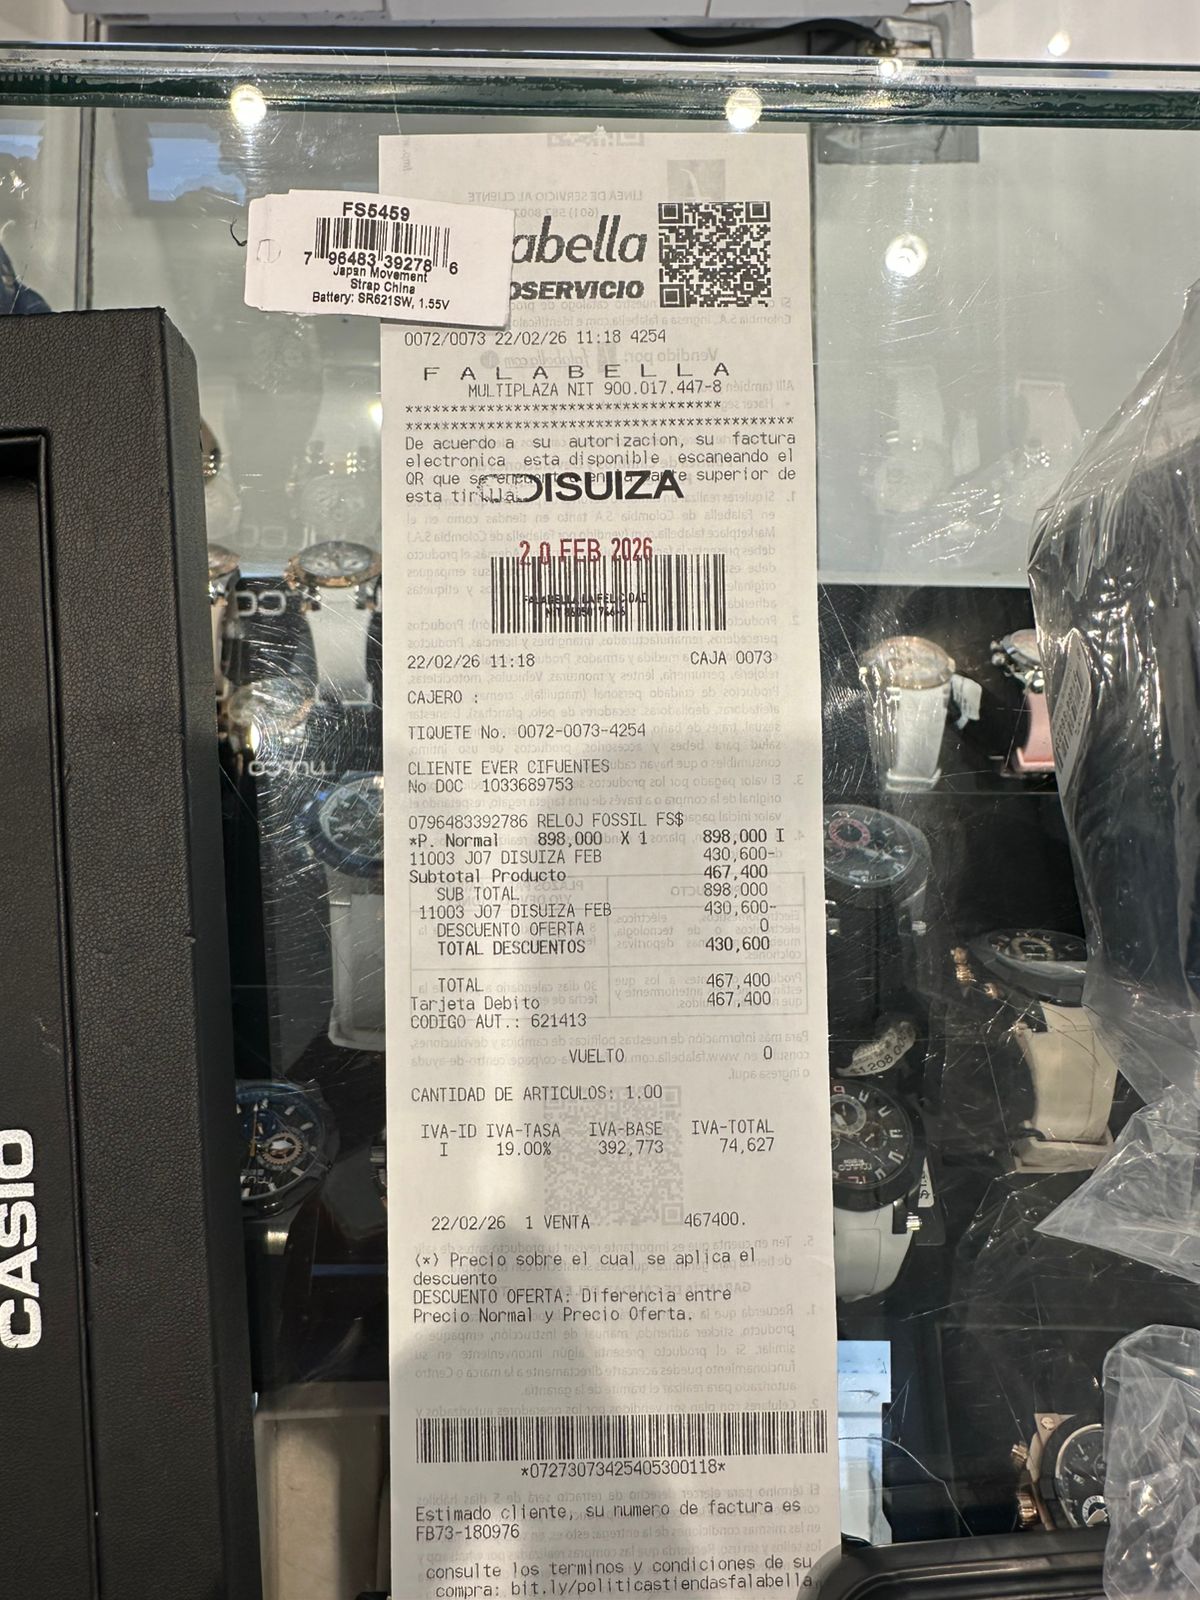 FS5459
7 96483 39278 6
Japan Movement
Strap China
Battery: SR621SW, 1.55V
abella
OSERVICIO
0072/0073 22/02/26 11:18 4254
F A L A B E L L A
MULTIPLAZA NIT 900.017.447-8
***********************************
*******************************************
De acuerdo a su autorizacion, su factura
electronica esta disponible escaneando el
QR que se encuentra en la parte superior de
esta tirilla.
DISUIZA
20 FEB 2026
FALABELLA LA FELICIDAD
22/02/26 11:18 CAJA 0073
CAJERO :
TIQUETE No. 0072-0073-4254
CLIENTE EVER CIFUENTES
No DOC 1033689753
0796483392786 RELOJ FOSSIL FS$
*P. Normal 898,000 X 1 898,000 I
11003 J07 DISUIZA FEB 430,600-
Subtotal Producto 467,400
SUB TOTAL 898,000
11003 J07 DISUIZA FEB 430,600-
DESCUENTO OFERTA 0
TOTAL DESCUENTOS 430,600
TOTAL 467,400
Tarjeta Debito 467,400
CODIGO AUT.: 621413
VUELTO 0
CANTIDAD DE ARTICULOS: 1.00
IVA-ID IVA-TASA IVA-BASE IVA-TOTAL
I 19.00% 392,773 74,627
22/02/26 1 VENTA 467400.
(*) Precio sobre el cual se aplica el
descuento
DESCUENTO OFERTA: Diferencia entre
Precio Normal y Precio Oferta.
*07273073425405300118*
Estimado cliente, su numero de factura es
FB73-180976
consulte los terminos y condiciones de su
compra: bit.ly/politicastiendasfalabella
CASIO